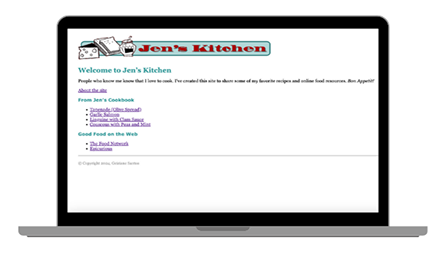 Jen's Kitchen
Welcome to Jen's Kitchen
People who know me know that I love to cook. I've created this site to share some of my favorite recipes and online food resources. Bon Appetit!
About the site
From Jen's Cookbook
Tapenade (Olive Spread)
Garlic Salmon
Linguine with Clam Sauce
Couscous with Peas and Mint
Good Food on the Web
The Food Network
Epicurious
© Copyright